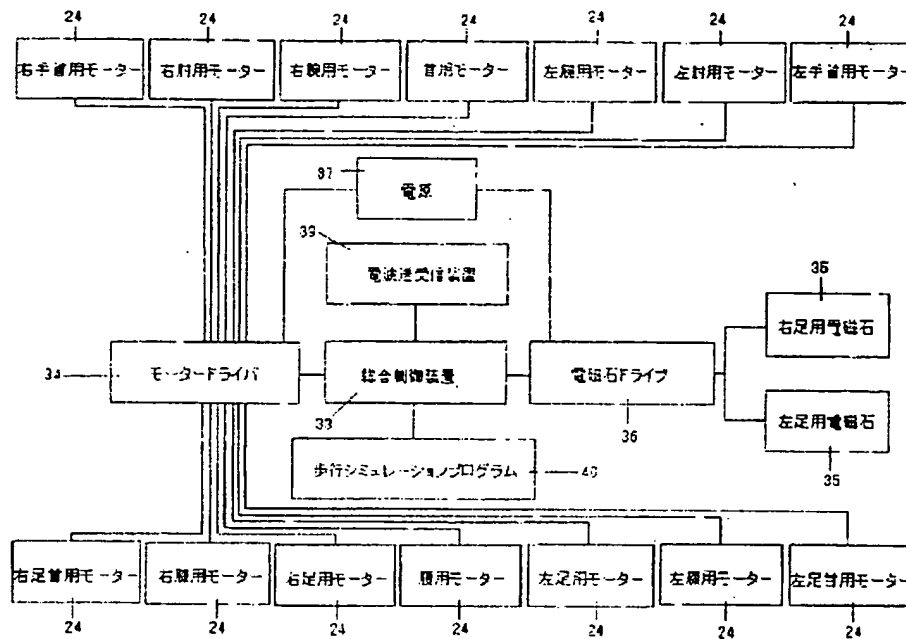 24 24 24 24 24 24 24
右手首用モーター 右肘用モーター 右腕用モーター 首用モーター 左腕用モーター 左肘用モーター 左手首用モーター
37
電源
39
電波送受信装置
35
右足用電磁石
34 モータードライバ 総合制御装置 電磁石ドライブ
33 36
左足用電磁石
35
歩行シミュレーションプログラム 40
右足首用モーター 右膝用モーター 右足用モーター 腰用モーター 左足用モーター 左膝用モーター 左足首用モーター
24 24 24 24 24 24 24